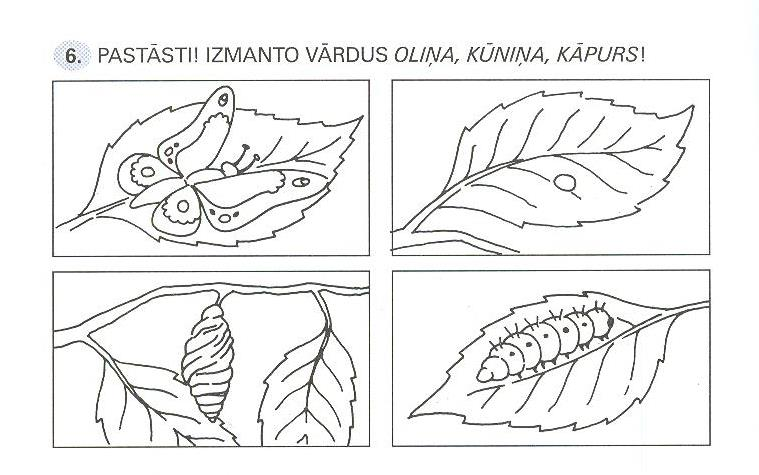 6. PASTĀSTI! IZMANTO VĀRDUS OLIŅA, KŪNIŅA, KĀPURS!